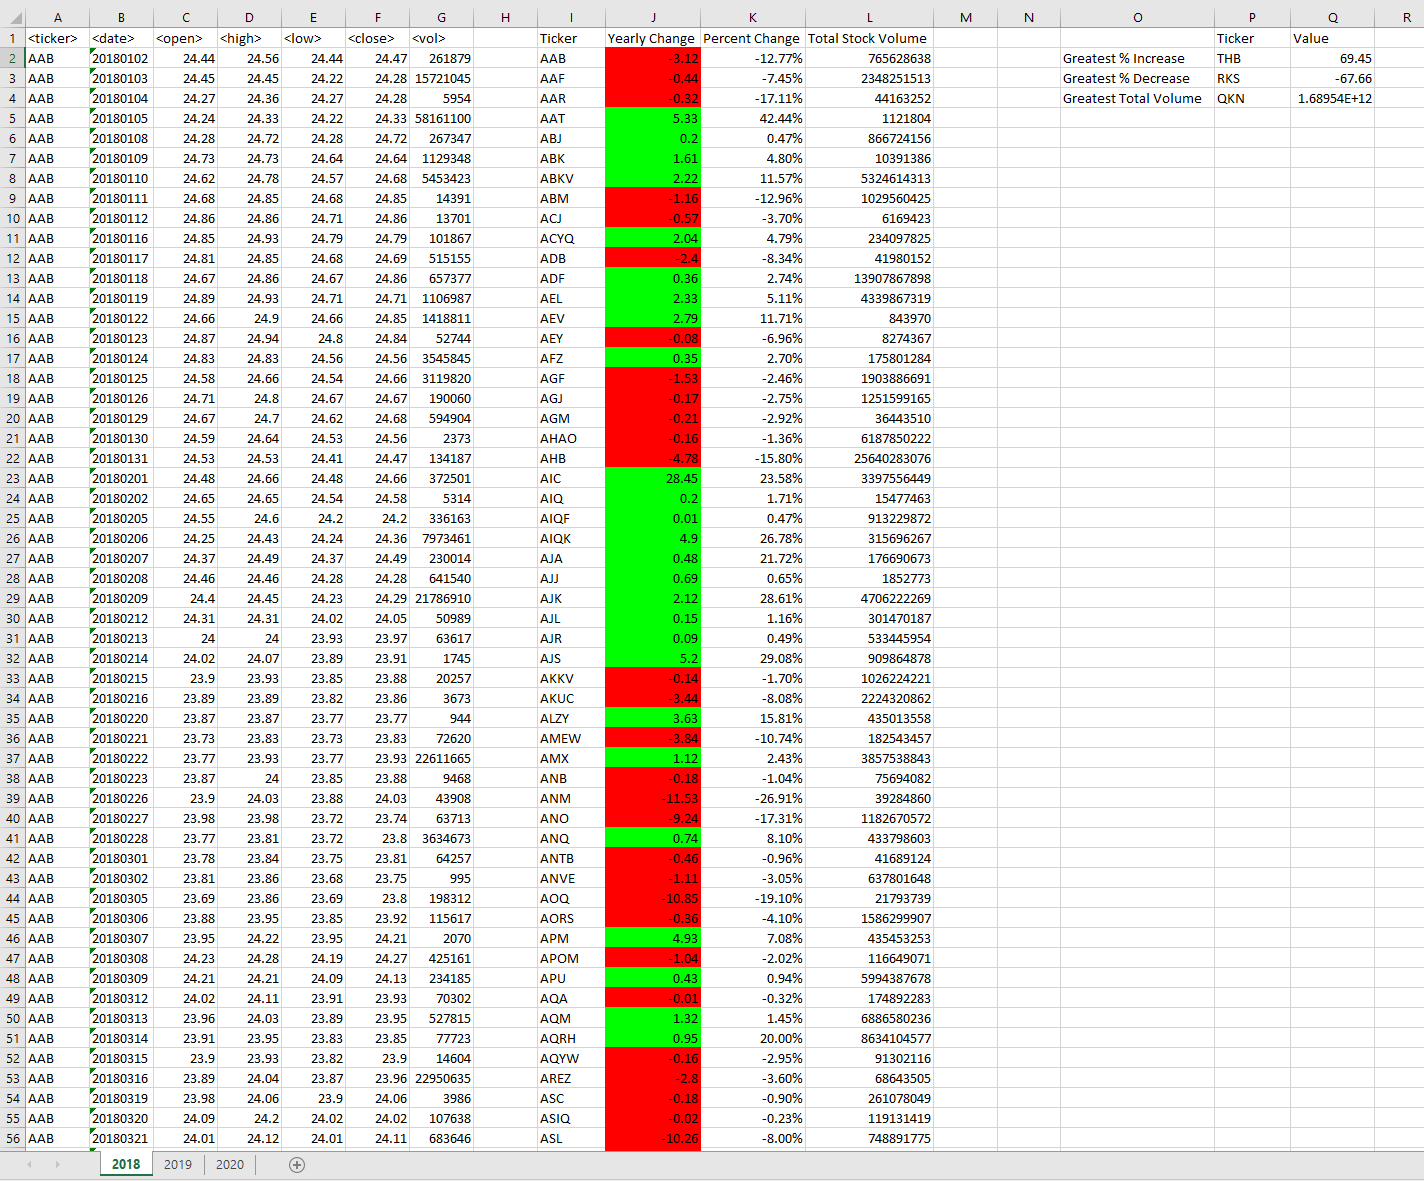 A B C D E F G H I J K L M N O P Q R
1 <ticker> <date> <open> <high> <low> <close> <vol> Ticker Yearly Change Percent Change Total Stock Volume Ticker Value
2 AAB 20180102 24.44 24.56 24.44 24.47 261879 AAB -3.12 -12.77% 765628638 Greatest % Increase THB 69.45
3 AAB 20180103 24.45 24.45 24.22 24.28 15721045 AAF -0.44 -7.45% 2348251513 Greatest % Decrease RKS -67.66
4 AAB 20180104 24.27 24.36 24.27 24.28 5954 AAR -0.32 -17.11% 44163252 Greatest Total Volume QKN 1.68954E+12
5 AAB 20180105 24.24 24.33 24.22 24.33 58161100 AAT 5.33 42.44% 1121804
6 AAB 20180108 24.28 24.72 24.28 24.72 267347 ABJ 0.2 0.47% 866724156
7 AAB 20180109 24.73 24.73 24.64 24.64 1129348 ABK 1.61 4.80% 10391386
8 AAB 20180110 24.62 24.78 24.57 24.68 5453423 ABKV 2.22 11.57% 5324614313
9 AAB 20180111 24.68 24.85 24.68 24.85 14391 ABM -1.16 -12.96% 1029560425
10 AAB 20180112 24.86 24.86 24.71 24.86 13701 ACJ -0.57 -3.70% 6169423
11 AAB 20180116 24.85 24.93 24.79 24.79 101867 ACYQ 2.04 4.79% 234097825
12 AAB 20180117 24.81 24.85 24.68 24.69 515155 ADB -2.4 -8.34% 41980152
13 AAB 20180118 24.67 24.86 24.67 24.86 657377 ADF 0.36 2.74% 13907867898
14 AAB 20180119 24.89 24.93 24.71 24.71 1106987 AEL 2.33 5.11% 4339867319
15 AAB 20180122 24.66 24.9 24.66 24.85 1418811 AEV 2.79 11.71% 843970
16 AAB 20180123 24.87 24.94 24.8 24.84 52744 AEY -0.08 -6.96% 8274367
17 AAB 20180124 24.83 24.83 24.56 24.56 3545845 AFZ 0.35 2.70% 175801284
18 AAB 20180125 24.58 24.66 24.54 24.66 3119820 AGF -1.53 -2.46% 1903886691
19 AAB 20180126 24.71 24.8 24.67 24.67 190060 AGJ -0.17 -2.75% 1251599165
20 AAB 20180129 24.67 24.7 24.62 24.68 594904 AGM -0.21 -2.92% 36443510
21 AAB 20180130 24.59 24.64 24.53 24.56 2373 AHAO -0.16 -1.36% 6187850222
22 AAB 20180131 24.53 24.53 24.41 24.47 134187 AHB -4.78 -15.80% 25640283076
23 AAB 20180201 24.48 24.66 24.48 24.66 372501 AIC 28.45 23.58% 3397556449
24 AAB 20180202 24.65 24.65 24.54 24.58 5314 AIQ 0.2 1.71% 15477463
25 AAB 20180205 24.55 24.6 24.2 24.2 336163 AIQF 0.01 0.47% 913229872
26 AAB 20180206 24.25 24.43 24.24 24.36 7973461 AIQK 4.9 26.78% 315696267
27 AAB 20180207 24.37 24.49 24.37 24.49 230014 AJA 0.48 21.72% 176690673
28 AAB 20180208 24.46 24.46 24.28 24.28 641540 AJJ 0.69 0.65% 1852773
29 AAB 20180209 24.4 24.45 24.23 24.29 21786910 AJK 2.12 28.61% 4706222269
30 AAB 20180212 24.31 24.31 24.02 24.05 50989 AJL 0.15 1.16% 301470187
31 AAB 20180213 24 24 23.93 23.97 63617 AJR 0.09 0.49% 533445954
32 AAB 20180214 24.02 24.07 23.89 23.91 1745 AJS 5.2 29.08% 909864878
33 AAB 20180215 23.9 23.93 23.85 23.88 20257 AKKV -0.14 -1.70% 1026224221
34 AAB 20180216 23.89 23.89 23.82 23.86 3673 AKUC -3.44 -8.08% 2224320862
35 AAB 20180220 23.87 23.87 23.77 23.77 944 ALZY 3.63 15.81% 435013558
36 AAB 20180221 23.73 23.83 23.73 23.83 72620 AMEW -3.84 -10.74% 182543457
37 AAB 20180222 23.77 23.93 23.77 23.93 22611665 AMX 1.12 2.43% 3857538843
38 AAB 20180223 23.87 24 23.85 23.88 9468 ANB -0.18 -1.04% 75694082
39 AAB 20180226 23.9 24.03 23.88 24.03 43908 ANM -11.53 -26.91% 39284860
40 AAB 20180227 23.98 23.98 23.72 23.74 63713 ANO -9.24 -17.31% 1182670572
41 AAB 20180228 23.77 23.81 23.72 23.8 3634673 ANQ 0.74 8.10% 433798603
42 AAB 20180301 23.78 23.84 23.75 23.81 64257 ANTB -0.46 -0.96% 41689124
43 AAB 20180302 23.81 23.86 23.68 23.75 995 ANVE -1.11 -3.05% 637801648
44 AAB 20180305 23.69 23.86 23.69 23.8 198312 AOQ -10.85 -19.10% 21793739
45 AAB 20180306 23.88 23.95 23.85 23.92 115617 AORS -0.36 -4.10% 1586299907
46 AAB 20180307 23.95 24.22 23.95 24.21 2070 APM 4.93 7.08% 435453253
47 AAB 20180308 24.23 24.28 24.19 24.27 425161 APOM -1.04 -2.02% 116649071
48 AAB 20180309 24.21 24.21 24.09 24.13 234185 APU 0.43 0.94% 5994387678
49 AAB 20180312 24.02 24.11 23.91 23.93 70302 AQA -0.01 -0.32% 174892283
50 AAB 20180313 23.96 24.03 23.89 23.95 527815 AQM 1.32 1.45% 6886580236
51 AAB 20180314 23.91 23.95 23.83 23.85 77723 AQRH 0.95 20.00% 8634104577
52 AAB 20180315 23.9 23.93 23.82 23.9 14604 AQYW -0.16 -2.95% 91302116
53 AAB 20180316 23.89 24.04 23.87 23.96 22950635 AREZ -2.8 -3.60% 68643505
54 AAB 20180319 23.98 24.06 23.9 24.06 3986 ASC -0.18 -0.90% 261078049
55 AAB 20180320 24.09 24.2 24.02 24.02 107638 ASIQ -0.02 -0.23% 119131419
56 AAB 20180321 24.01 24.12 24.01 24.11 683646 ASL -10.26 -8.00% 748891775
2018 2019 2020